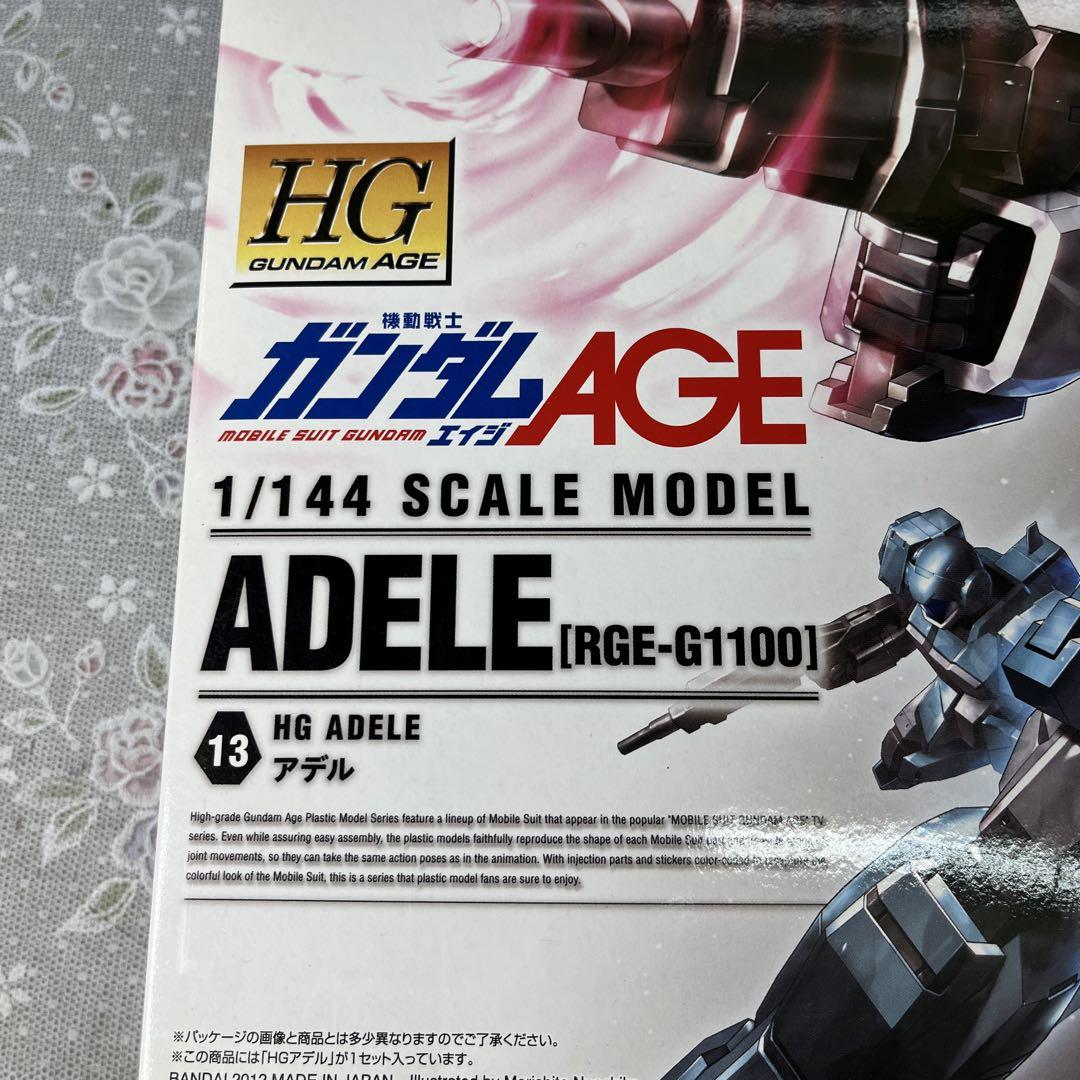 HG
GUNDAM AGE
機動戦士
ガンダムAGE
MOBILE SUIT GUNDAM エイジ
1/144 SCALE MODEL
ADELE [RGE-G1100]
13 HG ADELE
アデル
High-grade Gundam Age Plastic Model Series feature a lineup of Mobile Suit that appear in the popular "MOBILE SUIT GUNDAM AGE" TV
series. Even while assuring easy assembly, the plastic models faithfully reproduce the shape of each Mobile Suit
joint movements, so they can take the same action poses as in the animation. With injection parts and stickers color-coded to
colorful look of the Mobile Suit, this is a series that plastic model fans are sure to enjoy.
※パッケージの画像と商品とは多少異なりますのでご了承ください。
※この商品には「HGアデル」が1セット入っています。
BANDAI 2012 MADE IN JAPAN Illustrated by Morichito